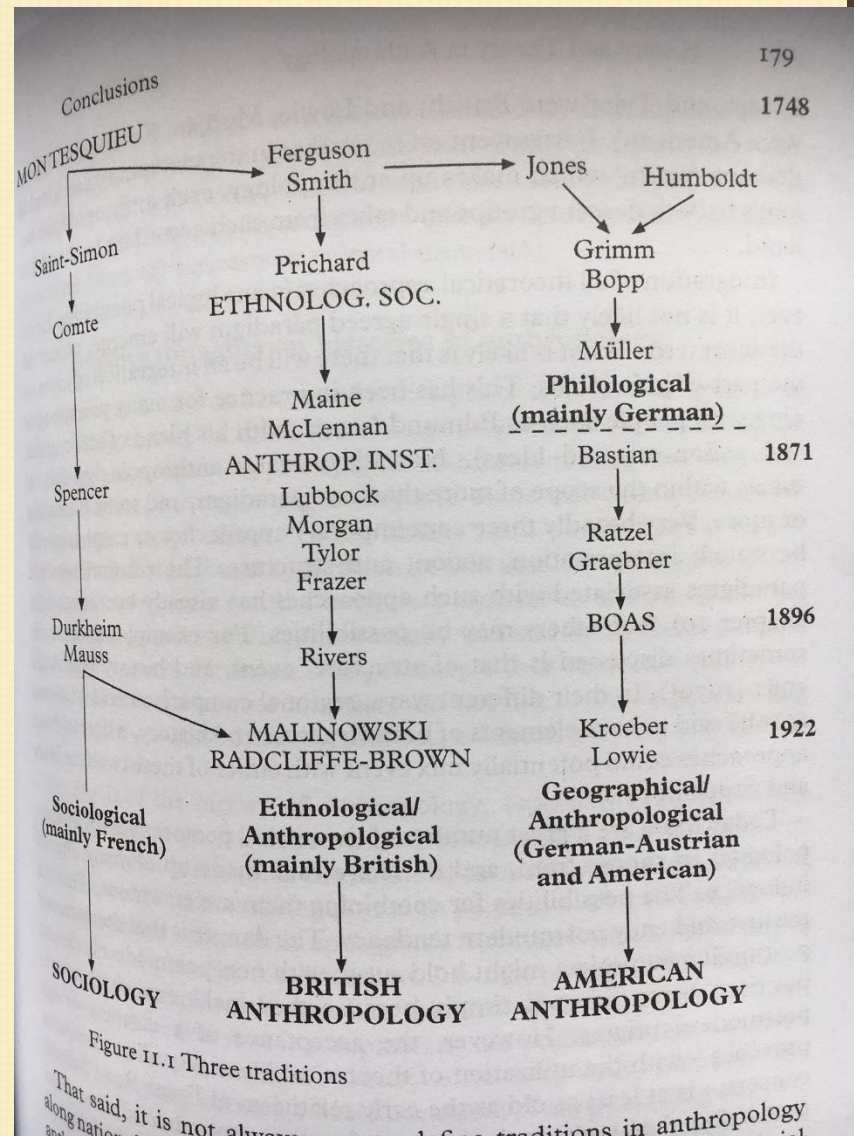 Conclusions
179
1748
MONTESQUIEU
Ferguson
Smith
Jones
Humboldt
Saint-Simon
Prichard
ETHNOLOG. SOC.
Grimm
Bopp
Comte
Müller
Maine
McLennan
ANTHROP. INST.
Philological
(mainly German)
Bastian
1871
Spencer
Lubbock
Morgan
Tylor
Frazer
Ratzel
Graebner
Durkheim
Mauss
Rivers
BOAS
1896
MALINOWSKI
RADCLIFFE-BROWN
Kroeber
Lowie
1922
Sociological
(mainly French)
Ethnological/
Anthropological
(mainly British)
Geographical/
Anthropological
(German-Austrian
and American)
SOCIOLOGY
BRITISH
ANTHROPOLOGY
AMERICAN
ANTHROPOLOGY
Figure 11.1 Three traditions
That said, it is not traditions in anthropology
along